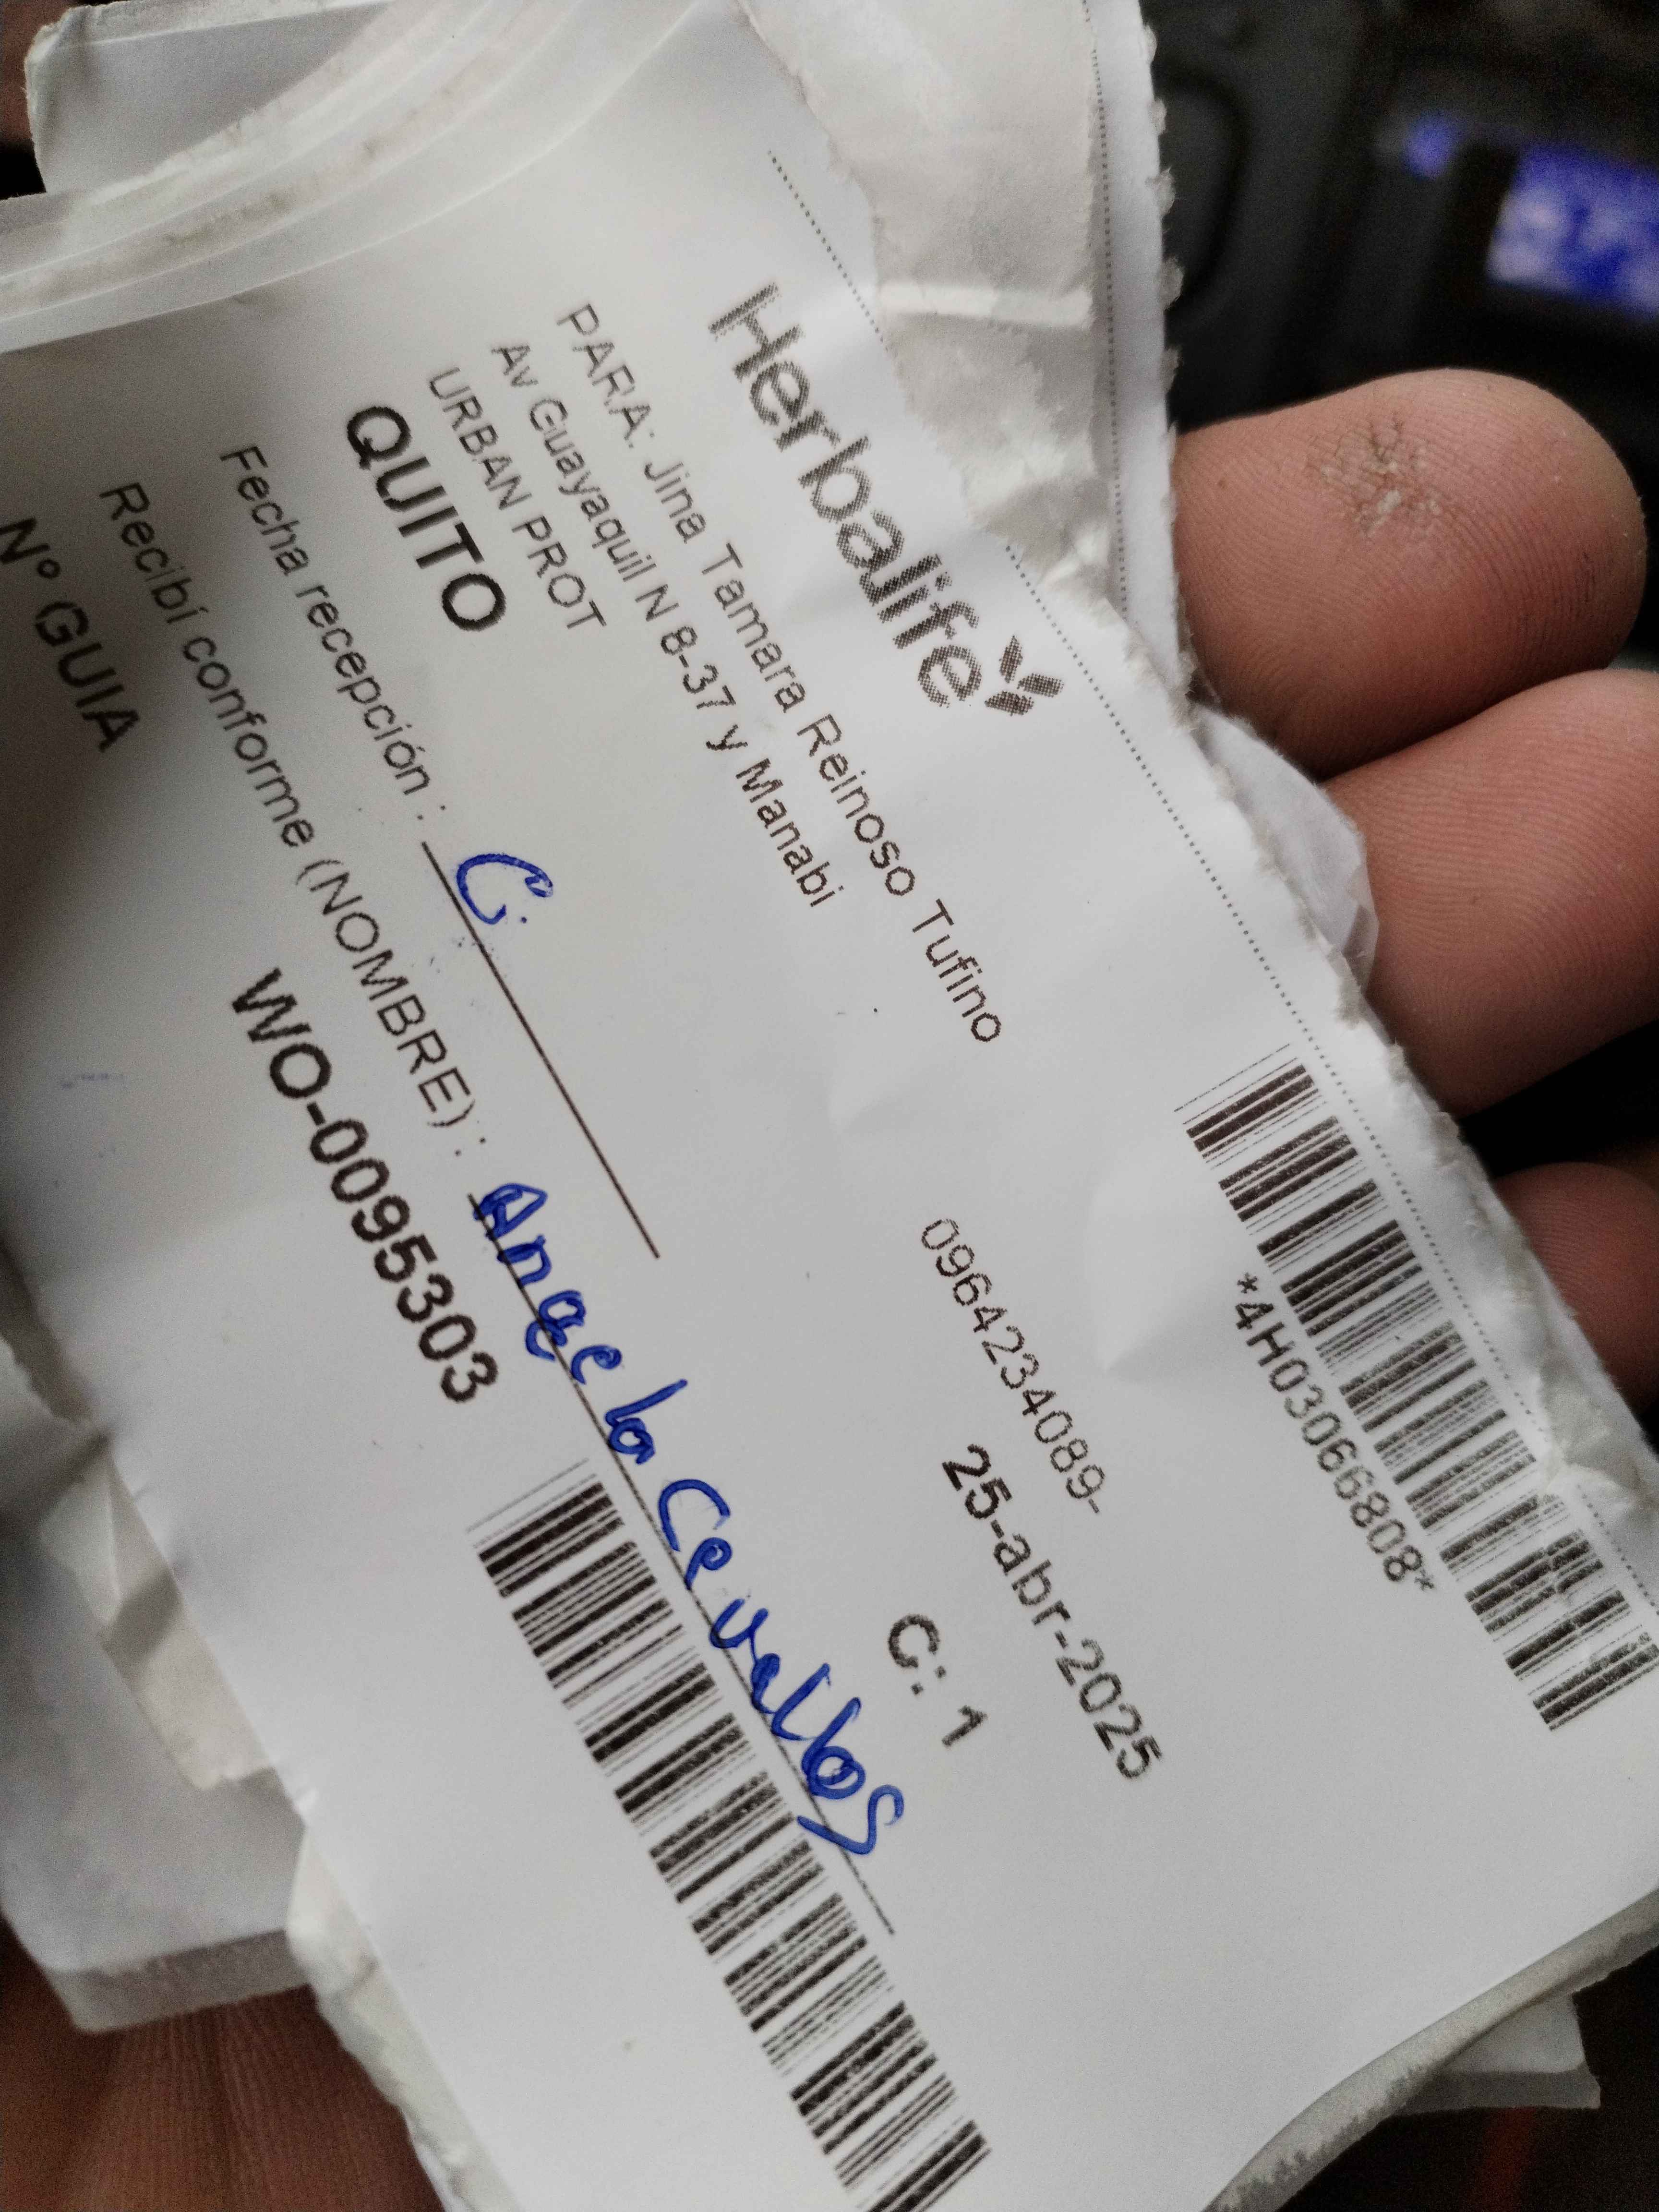 Herbalife
*4H03066808*
PARA: Jina Tamara Reinoso Tufino
0964234089-
Av Guayaquil N 8-37 y Manabi
25-abr-2025
URBAN PROT
C: 1
QUITO
Fecha recepción : C.
Recibí conforme (NOMBRE) : Angela Cevallos
N° GUIA WO-0095303